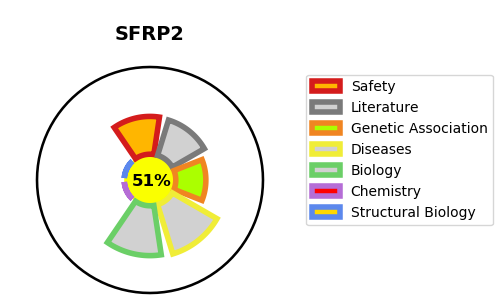 SFRP2
51%
Safety
Literature
Genetic Association
Diseases
Biology
Chemistry
Structural Biology